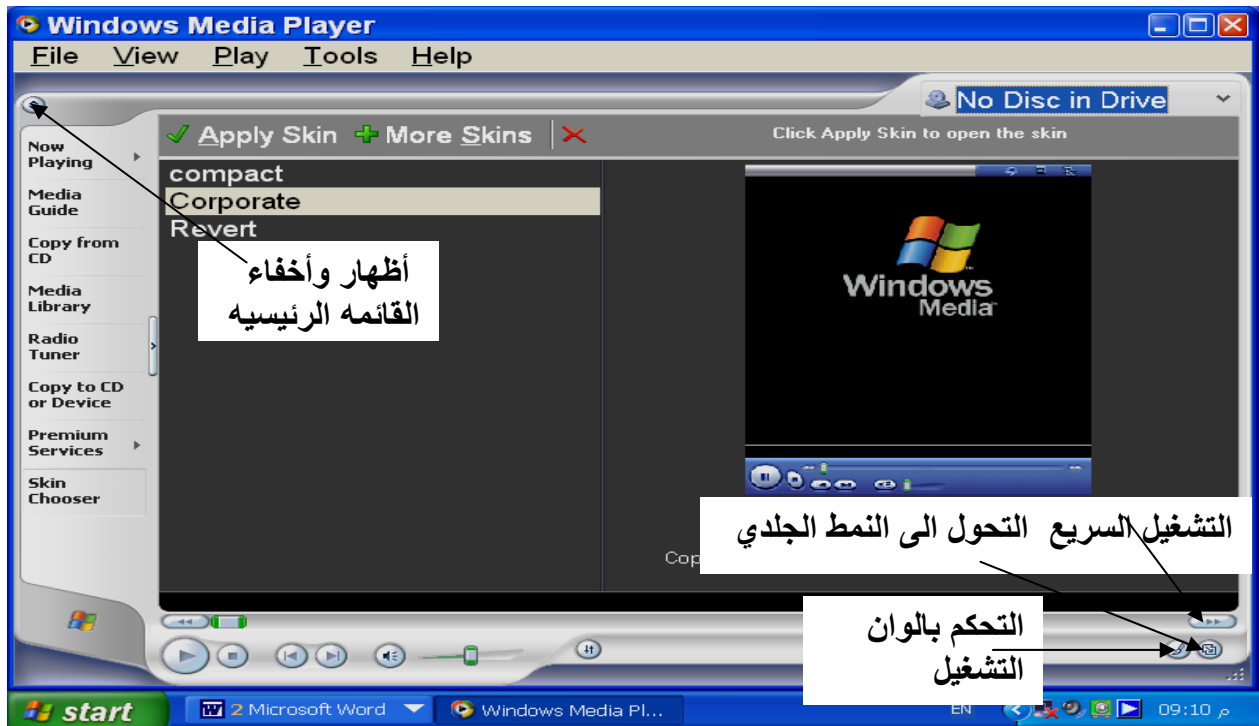 Windows Media Player
File View Play Tools Help
No Disc in Drive
Apply Skin More Skins
Click Apply Skin to open the skin
Now
Playing
Media
Guide
Copy from
CD
Media
Library
Radio
Tuner
Copy to CD
or Device
Premium
Services
Skin
Chooser
compact
Corporate
Revert
أظهار وأخفاء
القائمه الرئيسيه
Windows
Media
التشغيل السريع التحول الى النمط الجلدي
Cop
التحكم بالوان
التشغيل
start
2 Microsoft Word
Windows Media Pl...
EN
09:10 م